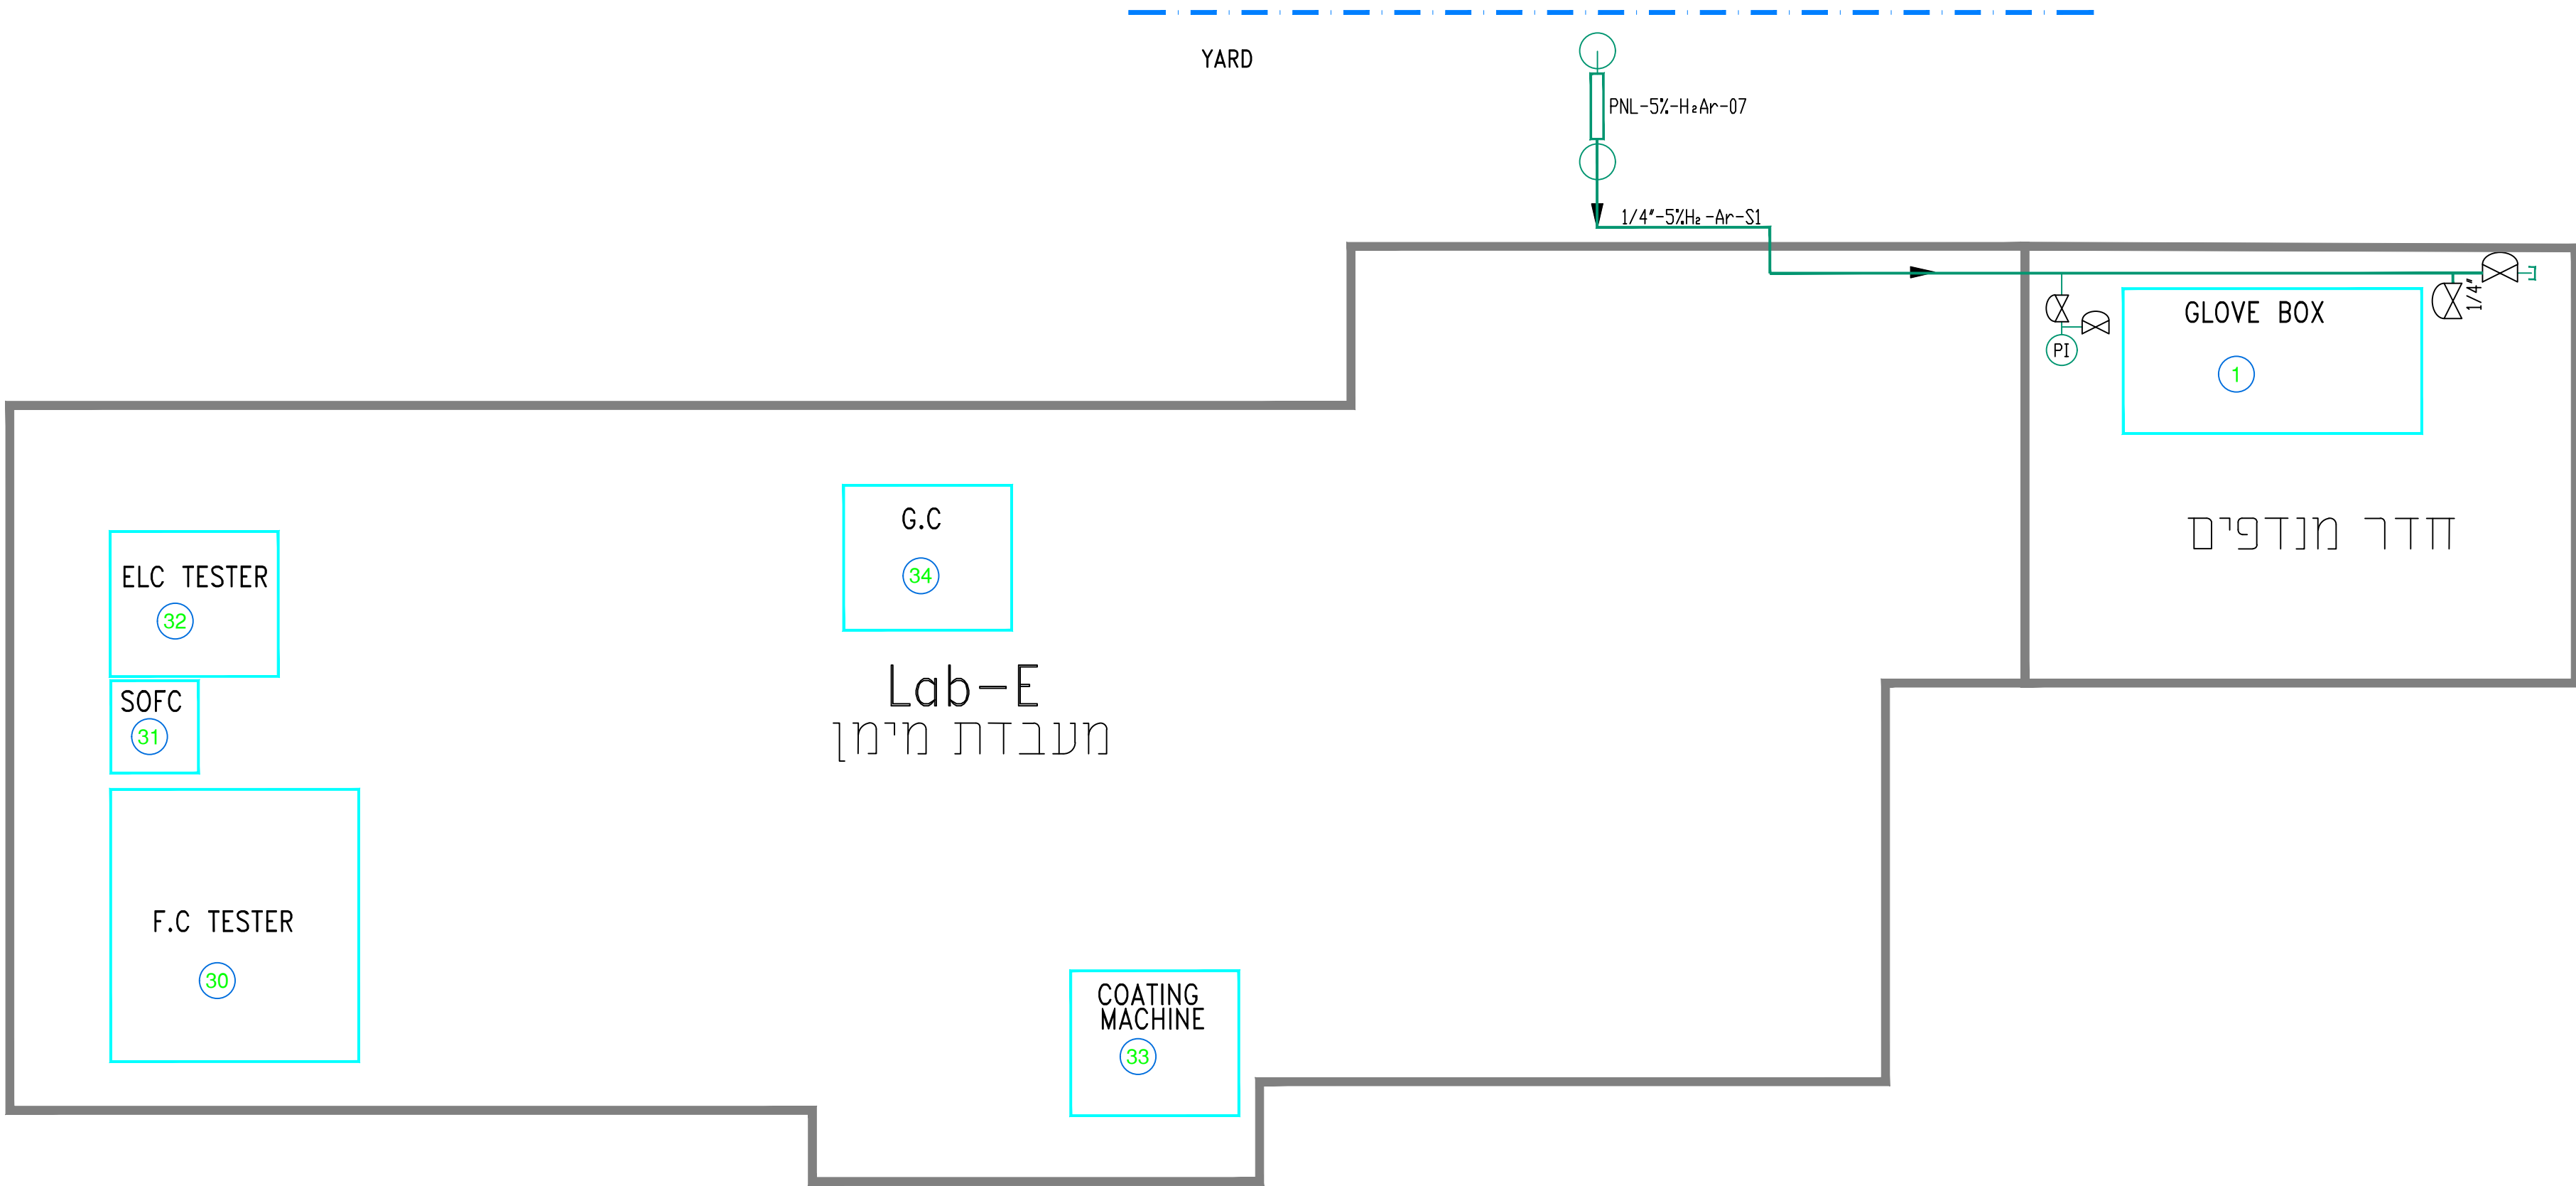 YARD
PNL-5%-H₂Ar-07
1/4"-5%H₂-Ar-S1
GLOVE BOX
1/4"
PI
1
חדר מנדפים
G.C
34
ELC TESTER
32
Lab-E
מעבדת מימן
SOFC
31
F.C TESTER
30
COATING
MACHINE
33